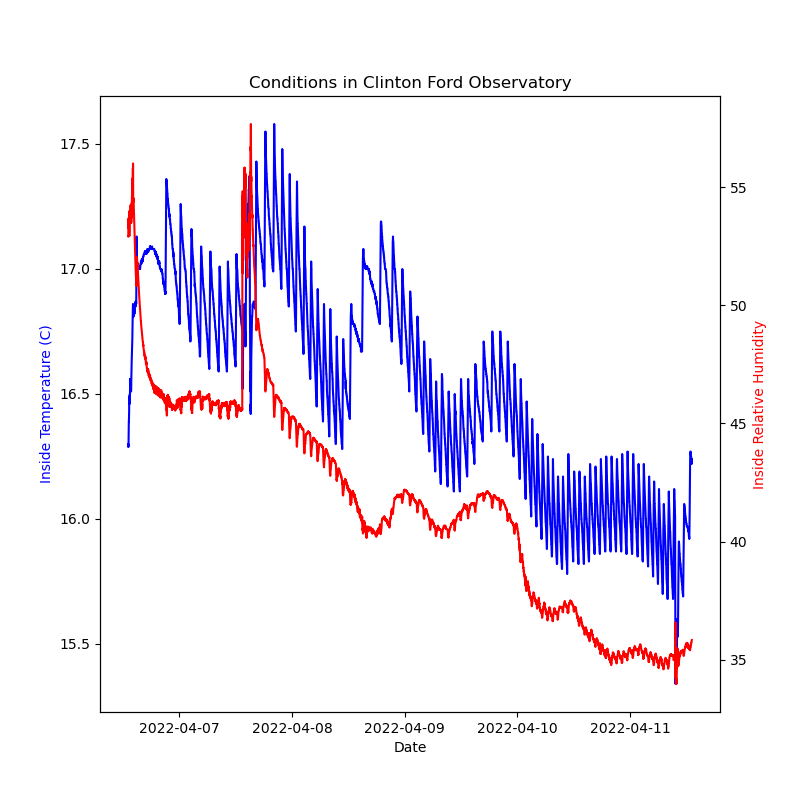 Conditions in Clinton Ford Observatory
17.5
17.0
16.5
16.0
15.5
Inside Temperature (C)
55
50
45
40
35
Inside Relative Humidity
2022-04-07 2022-04-08 2022-04-09 2022-04-10 2022-04-11
Date